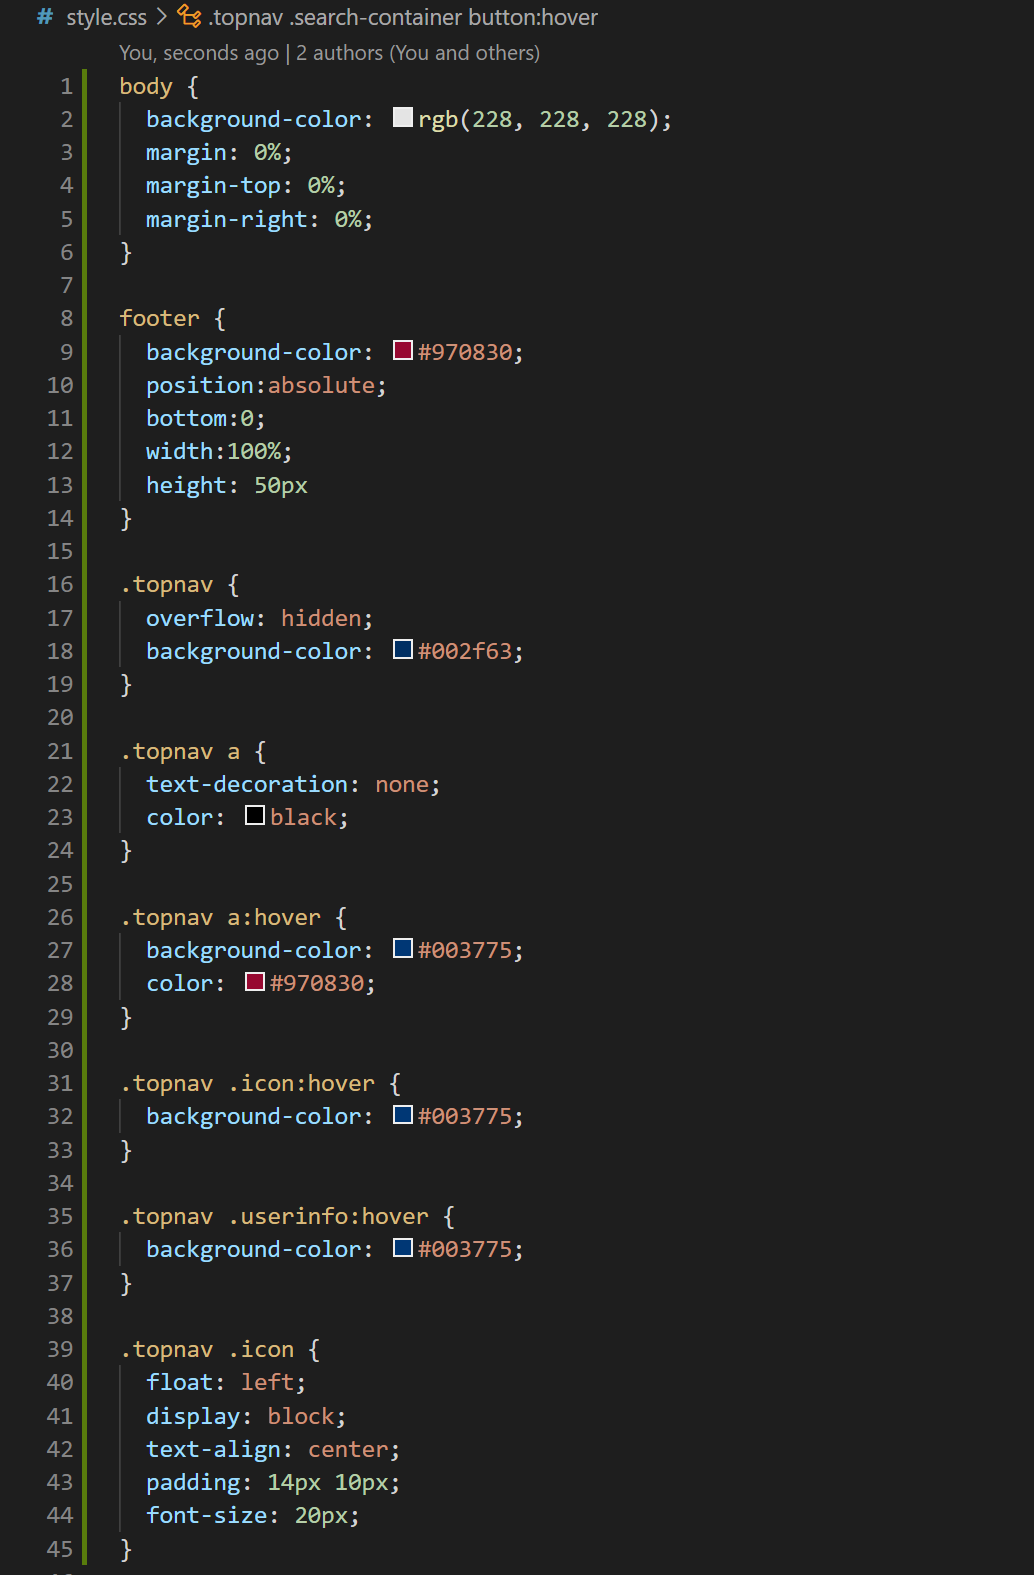 # style.css > .topnav .search-container button:hover
You, seconds ago | 2 authors (You and others)
1 body {
2   background-color: rgb(228, 228, 228);
3   margin: 0%;
4   margin-top: 0%;
5   margin-right: 0%;
6 }
7
8 footer {
9   background-color: #970830;
10   position:absolute;
11   bottom:0;
12   width:100%;
13   height: 50px
14 }
15
16 .topnav {
17   overflow: hidden;
18   background-color: #002f63;
19 }
20
21 .topnav a {
22   text-decoration: none;
23   color: black;
24 }
25
26 .topnav a:hover {
27   background-color: #003775;
28   color: #970830;
29 }
30
31 .topnav .icon:hover {
32   background-color: #003775;
33 }
34
35 .topnav .userinfo:hover {
36   background-color: #003775;
37 }
38
39 .topnav .icon {
40   float: left;
41   display: block;
42   text-align: center;
43   padding: 14px 10px;
44   font-size: 20px;
45 }